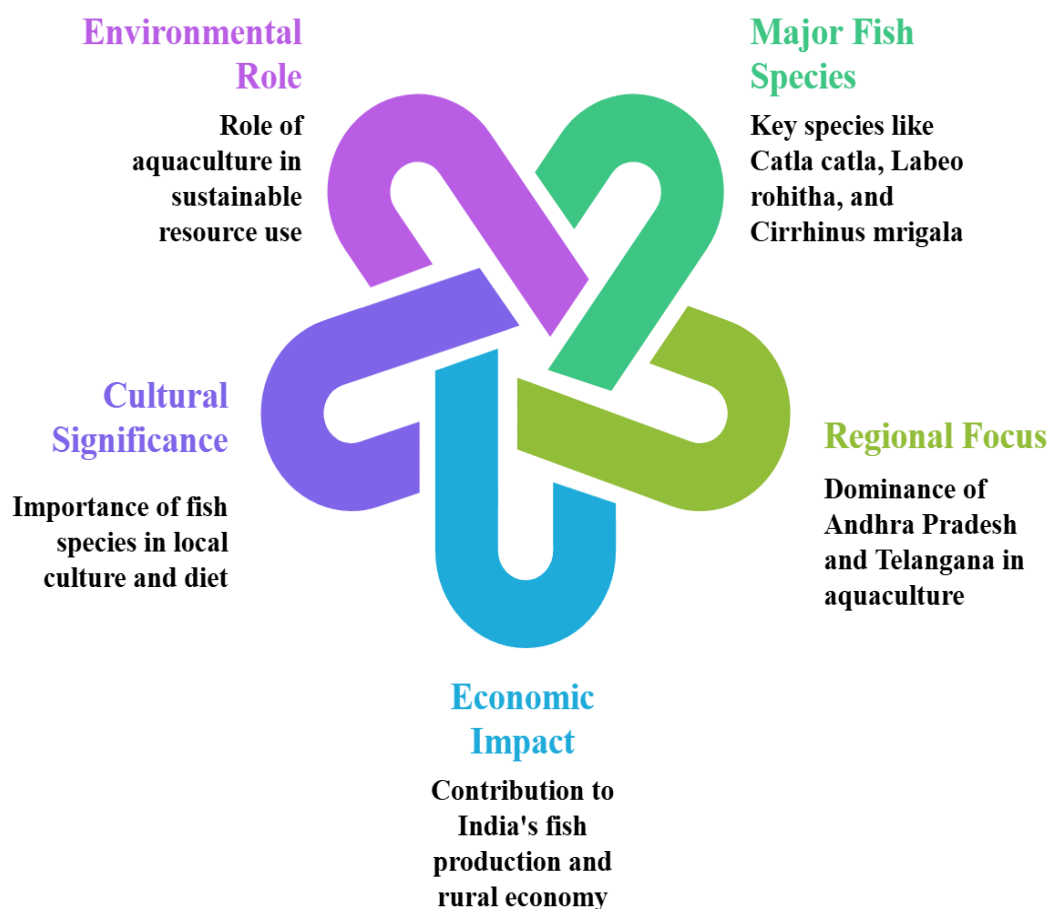 Environmental
Role
Role of
aquaculture in
sustainable
resource use
Major Fish
Species
Key species like
Catla catla, Labeo
rohitha, and
Cirrhinus mrigala
Cultural
Significance
Importance of fish
species in local
culture and diet
Regional Focus
Dominance of
Andhra Pradesh
and Telangana in
aquaculture
Economic
Impact
Contribution to
India's fish
production and
rural economy